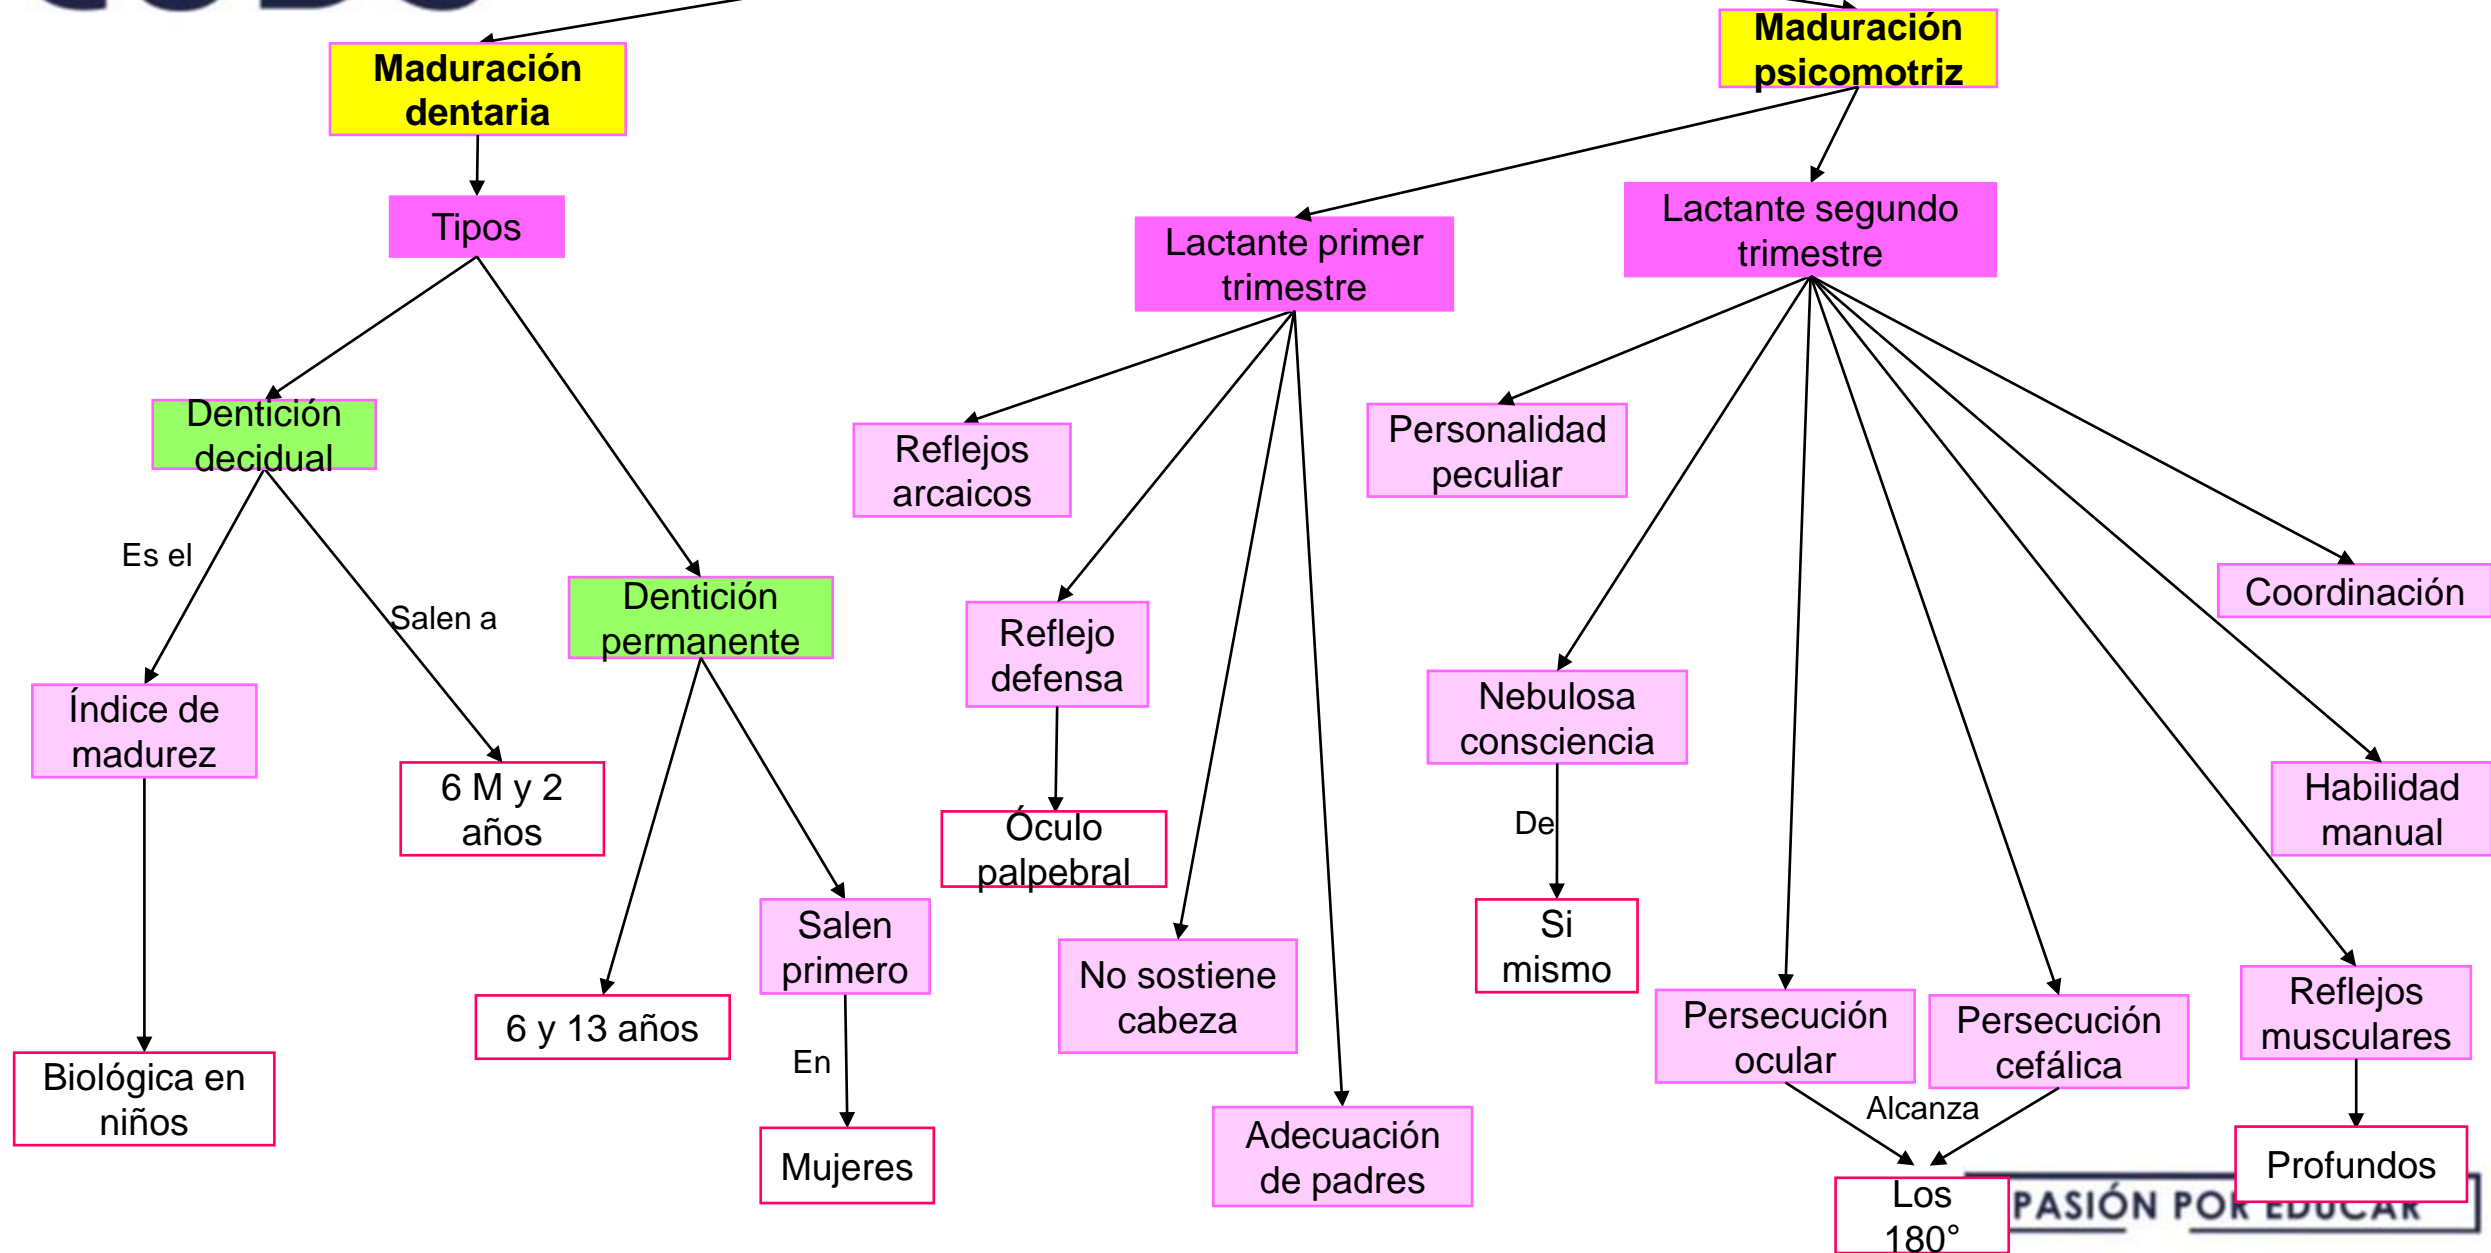 Maduración
dentaria
Maduración
psicomotriz
Tipos
Lactante primer
trimestre
Lactante segundo
trimestre
Dentición
decidual
Reflejos
arcaicos
Personalidad
peculiar
Es el
Salen a
Dentición
permanente
Reflejo
defensa
Coordinación
Índice de
madurez
Nebulosa
consciencia
6 M y 2
años
Óculo
palpebral
De
Habilidad
manual
Salen
primero
Si
mismo
6 y 13 años
No sostiene
cabeza
Persecución
ocular
Persecución
cefálica
Reflejos
musculares
Biológica en
niños
En
Alcanza
Mujeres
Adecuación
de padres
Los
180°
Profundos
PASIÓN POR EDUCAR